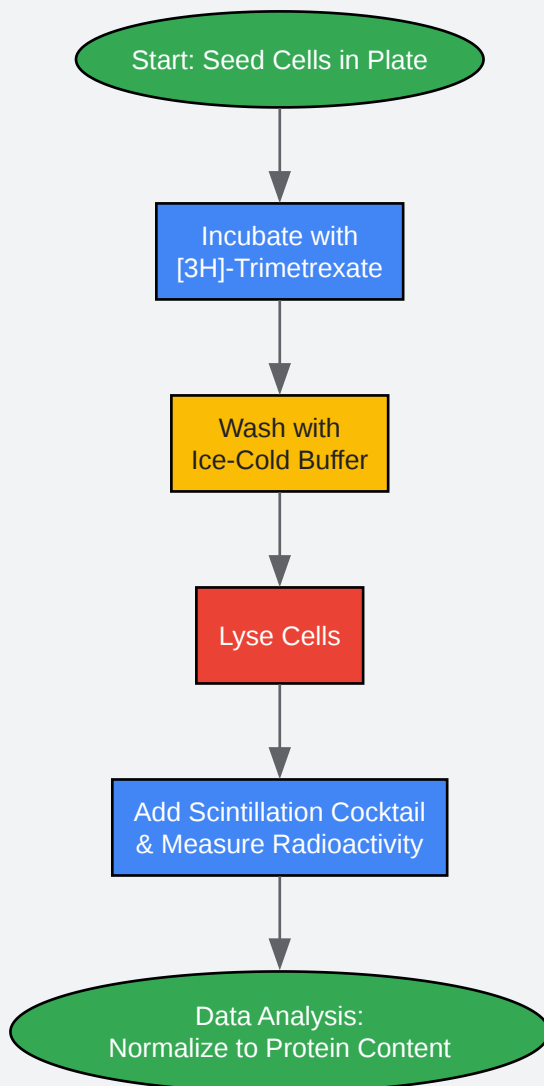 Start: Seed Cells in Plate
Incubate with
[3H]-Trimetrexate
Wash with
Ice-Cold Buffer
Lyse Cells
Add Scintillation Cocktail
& Measure Radioactivity
Data Analysis:
Normalize to Protein Content